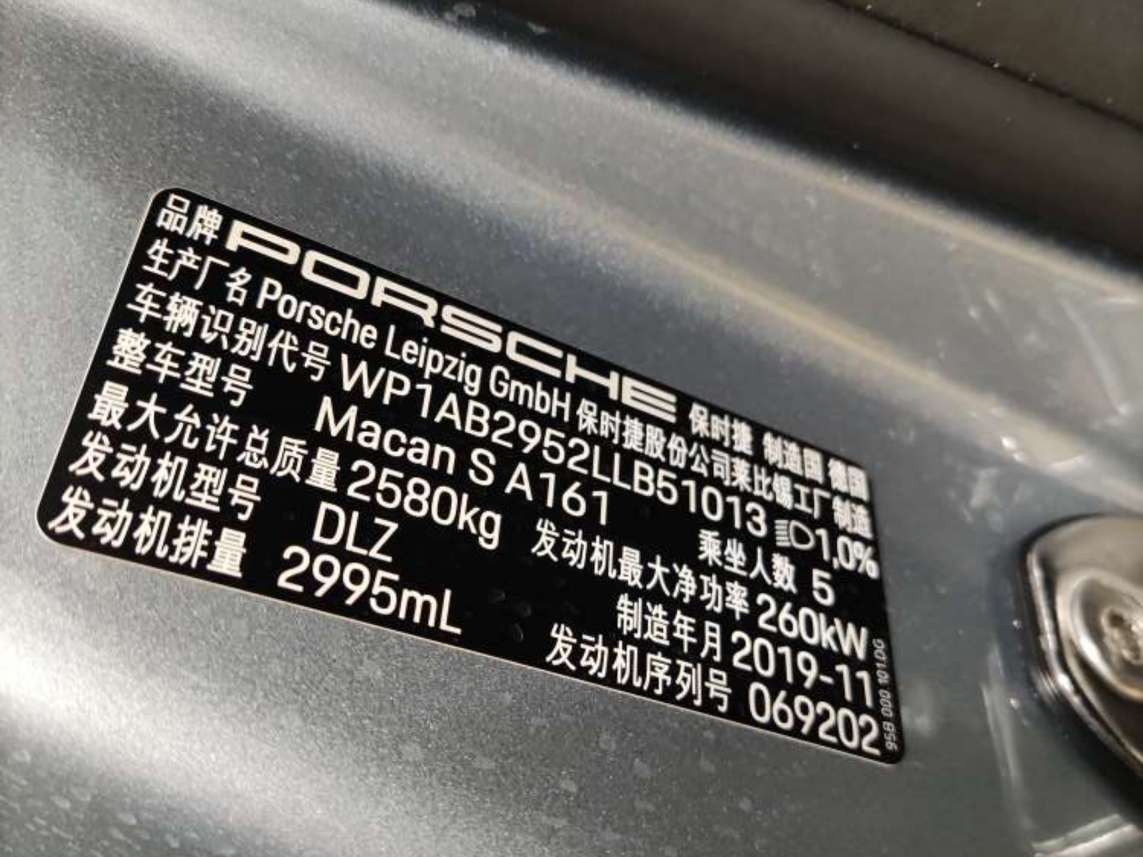 品牌 PORSCHE 保时捷 制造国 德国
生产厂名 Porsche Leipzig GmbH 保时捷股份公司莱比锡工厂制造
车辆识别代号 WP1AB2952LLB51013 1,0%
整车型号 Macan S A161 乘坐人数 5
最大允许总质量 2580kg 发动机最大净功率 260kW
发动机型号 DLZ 制造年月 2019-11
发动机排量 2995mL 发动机序列号 069202
95B 000 101 DG